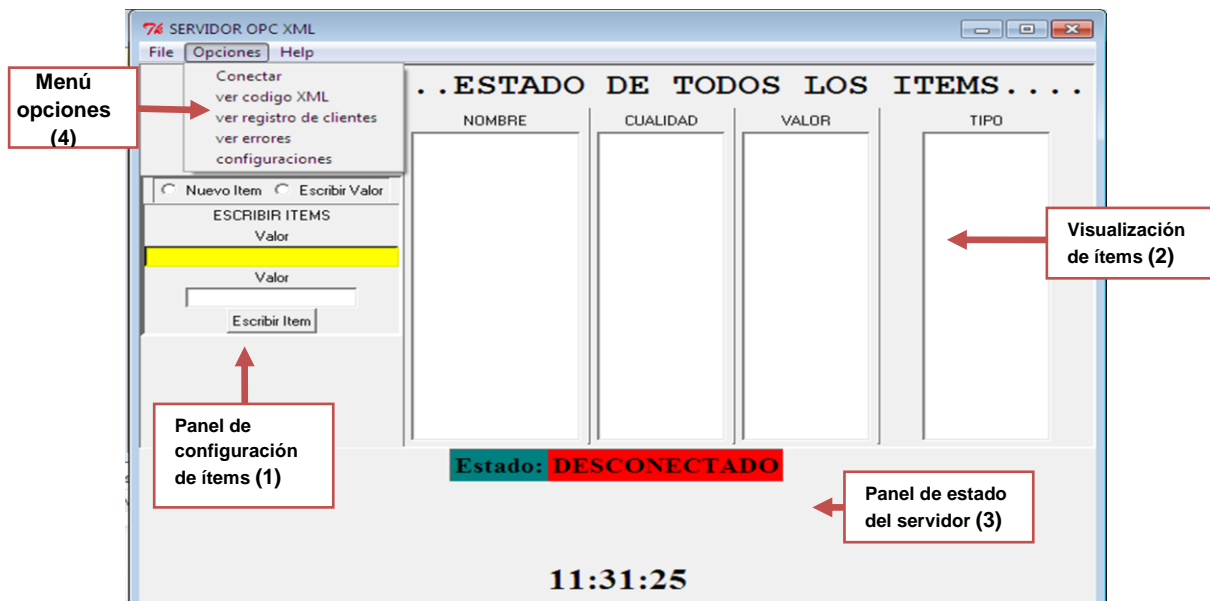 SERVIDOR OPC XML
File Opciones Help
Menú
opciones
(4)
Conectar
ver codigo XML
ver registro de clientes
ver errores
configuraciones
..ESTADO DE TODOS LOS ITEMS....
NOMBRE CUALIDAD VALOR TIPO
Nuevo Item Escribir Valor
ESCRIBIR ITEMS
Valor
Valor
Escribir Item
Visualización
de ítems (2)
Panel de
configuración
de ítems (1)
Estado: DESCONECTADO
Panel de estado
del servidor (3)
11:31:25